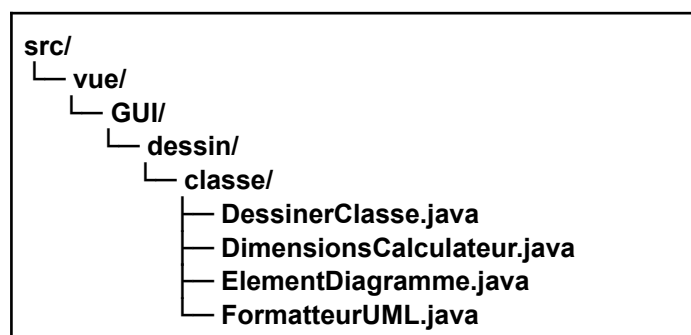 src/
└── vue/
└── GUI/
└── dessin/
└── classe/
├── DessinerClasse.java
├── DimensionsCalculateur.java
├── ElementDiagramme.java
└── FormatteurUML.java